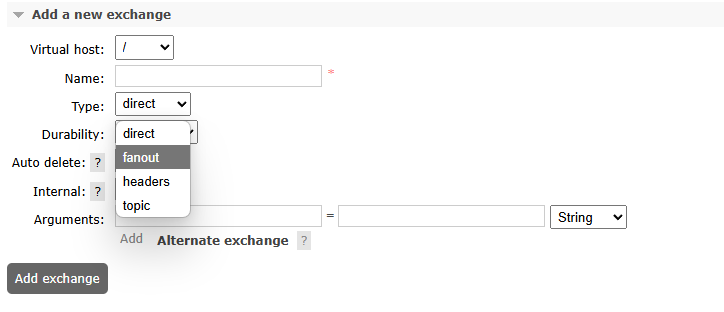 Add a new exchange
Virtual host: /
Name: *
Type: direct
Durability:
direct
Auto delete: ?
fanout
Internal: ?
headers
topic
Arguments: = String
Add Alternate exchange ?
Add exchange